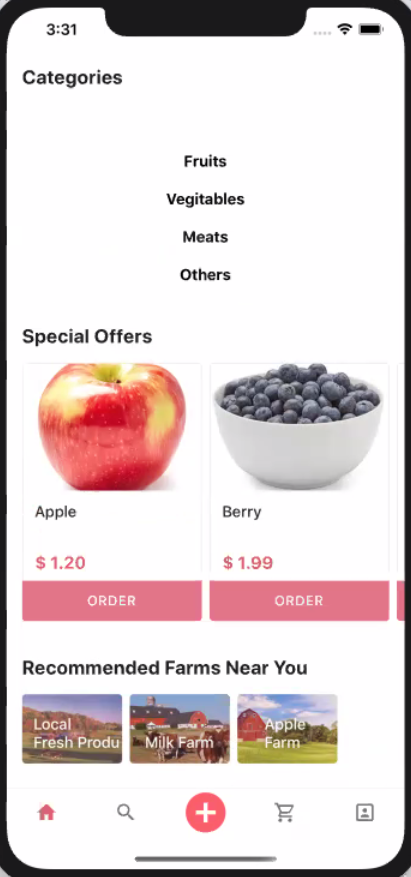 3:31
Categories
Fruits
Vegitables
Meats
Others
Special Offers
Apple
Berry
$ 1.20
$ 1.99
ORDER
ORDER
Recommended Farms Near You
Local
Fresh Produ
Milk Farm
Apple
Farm